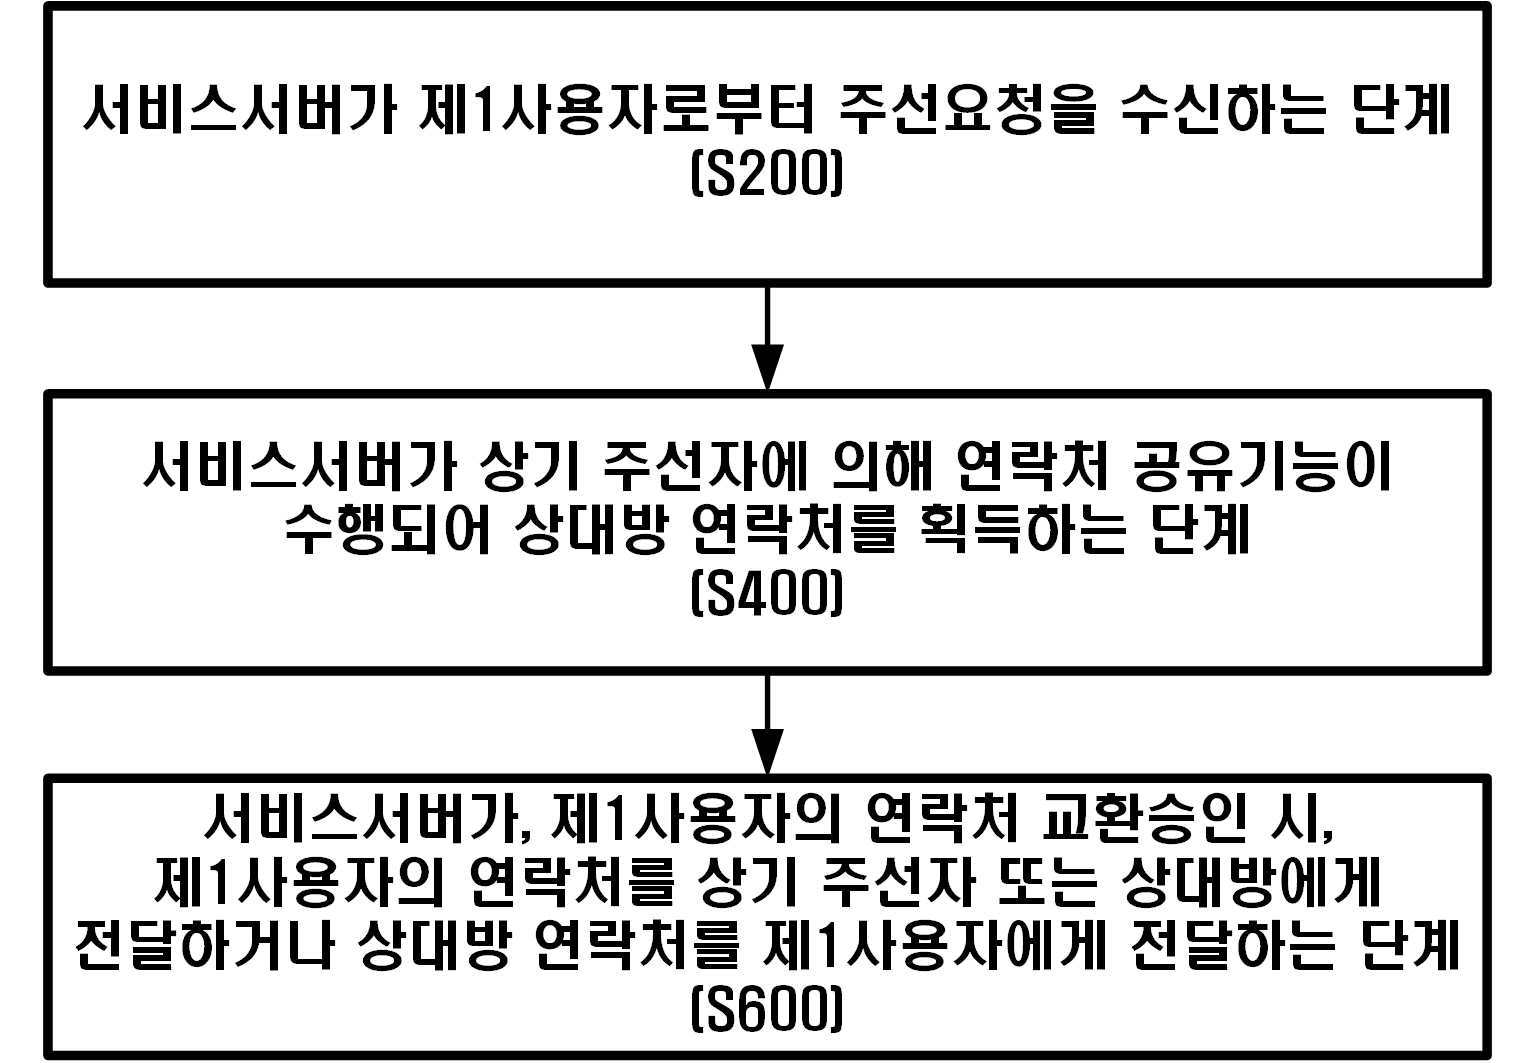 서비스서버가 제1사용자로부터 주선요청을 수신하는 단계
(S200)
서비스서버가 상기 주선자에 의해 연락처 공유기능이
수행되어 상대방 연락처를 획득하는 단계
(S400)
서비스서버가, 제1사용자의 연락처 교환승인 시,
제1사용자의 연락처를 상기 주선자 또는 상대방에게
전달하거나 상대방 연락처를 제1사용자에게 전달하는 단계
(S600)